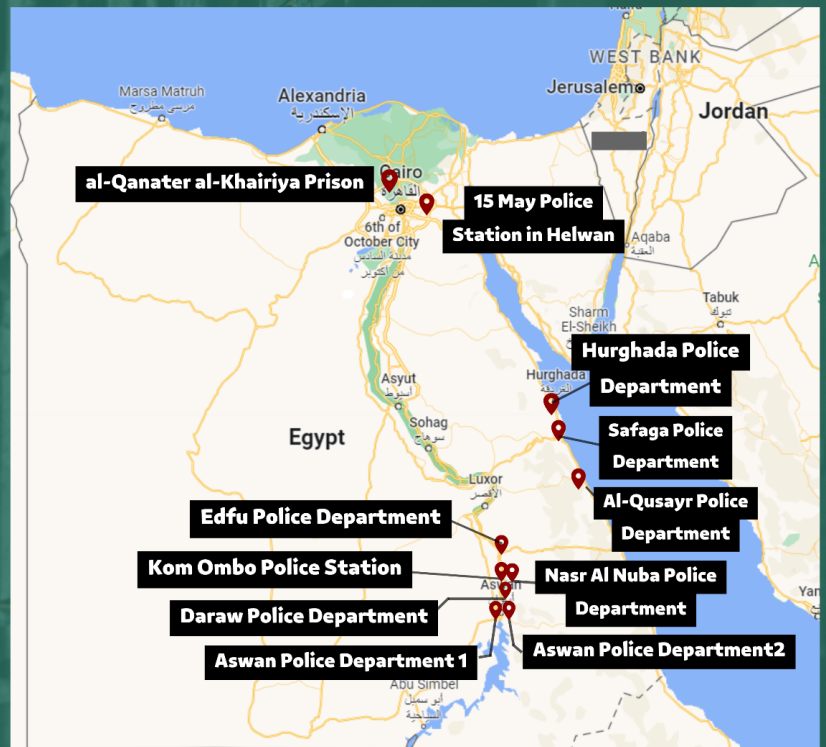 Haifa
WEST BANK
Jerusalem
Jordan
Marsa Matruh
مرسى مطروح
Alexandria
الإسكندرية
al-Qanater al-Khairiya Prison
Cairo
القاهرة
15 May Police
Station in Helwan
6th of
October City
مدينة السادس
من أكتوبر
Aqaba
العقبة
Tabuk
تبوك
Sharm
El-Sheikh
Hurghada Police
Department
Hurghada
الغردقة
Asyut
أسيوط
Safaga Police
Department
Sohag
سوهاج
Egypt
Luxor
الأقصر
Al-Qusayr Police
Department
Edfu Police Department
Kom Ombo Police Station
Nasr Al Nuba Police
Department
Aswan
Daraw Police Department
Aswan Police Department 1
Aswan Police Department2
Abu Simbel
أبو سمبل
السياحية